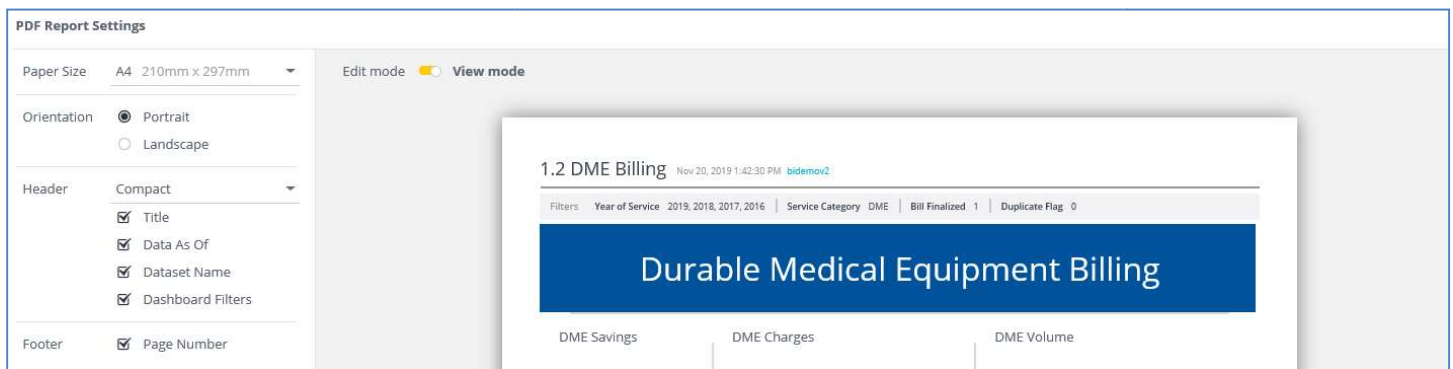 PDF Report Settings
Paper Size A4 210mm x 297mm
Edit mode View mode
Orientation Portrait
Landscape
Header Compact
Title
Data As Of
Dataset Name
Dashboard Filters
Footer Page Number
1.2 DME Billing Nov 20, 2019 1:42:30 PM bidemov2
Filters Year of Service 2019, 2018, 2017, 2016 Service Category DME Bill Finalized 1 Duplicate Flag 0
Durable Medical Equipment Billing
DME Savings DME Charges DME Volume